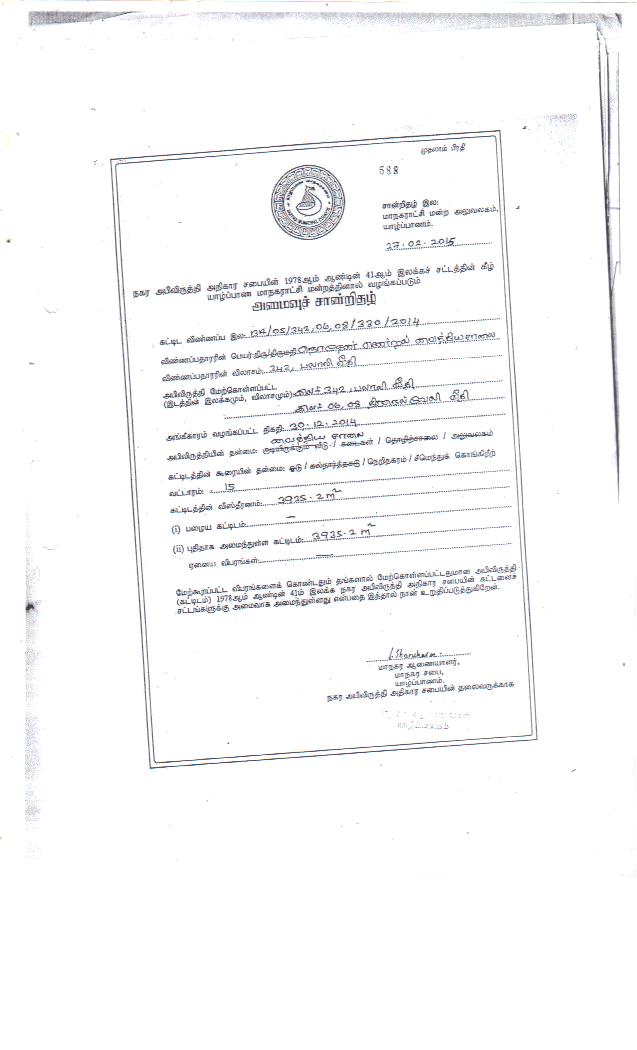 முதலாம் பிரதி
688
JAFFNA MUNICIPAL COUNCIL
சான்றிதழ் இல:
மாநகராட்சி மன்ற அலுவலகம்,
யாழ்ப்பாணம்.
27.02.2015
நகர அபிவிருத்தி அதிகார சபையின் 1978ஆம் ஆண்டின் 41ஆம் இலக்கச் சட்டத்தின் கீழ்
யாழ்ப்பாண மாநகராட்சி மன்றத்தினால் வழங்கப்படும்
அமைவுச் சான்றிதழ்
கட்டிட விண்ணப்ப இல: 134/05/342,06,08/330/2014
விண்ணப்பதாரரின் பெயர்:திரு/திருமதி
விண்ணப்பதாரரின் விலாசம்: 342, பலாலி வீதி
அபிவிருத்தி மேற்கொள்ளப்பட்ட
(இடத்தின் இலக்கமும், விலாசமும்): இல: 342, பலாலி வீதி
இல: 06, 08 வீதி
அங்கீகாரம் வழங்கப்பட்ட திகதி: 30.12.2014
வைத்திய சாலை
அபிவிருத்தியின் தன்மை: குடியிருக்கும் வீடு / கடைகள் / தொழிற்சாலை / அலுவலகம்
கட்டிடத்தின் கூரையின் தன்மை: ஓடு / கல்நார்த்தகடு / நெறிதகரம் / சீமெந்துக் கொங்கிறீற்
வட்டாரம்: 15
கட்டிடத்தின் விஸ்தீரணம்: 3935.2 m²
(i) பழைய கட்டிடம்: —
(ii) புதிதாக அமைந்துள்ள கட்டிடம்: 3935.2 m²
ஏனைய விபரங்கள்: —
மேற்கூறப்பட்ட விபரங்களைக் கொண்டதும் தங்களால் மேற்கொள்ளப்பட்டதுமான அபிவிருத்தி
(கட்டிடம்) 1978ஆம் ஆண்டின் 41ம் இலக்க நகர அபிவிருத்தி அதிகார சபையின் கட்டளைச்
சட்டங்களுக்கு அமைவாக அமைந்துள்ளது என்பதை இத்தால் நான் உறுதிப்படுத்துகிறேன்.
மாநகர ஆணையாளர்,
மாநகர சபை,
யாழ்ப்பாணம்.
நகர அபிவிருத்தி அதிகார சபையின் தலைவருக்காக